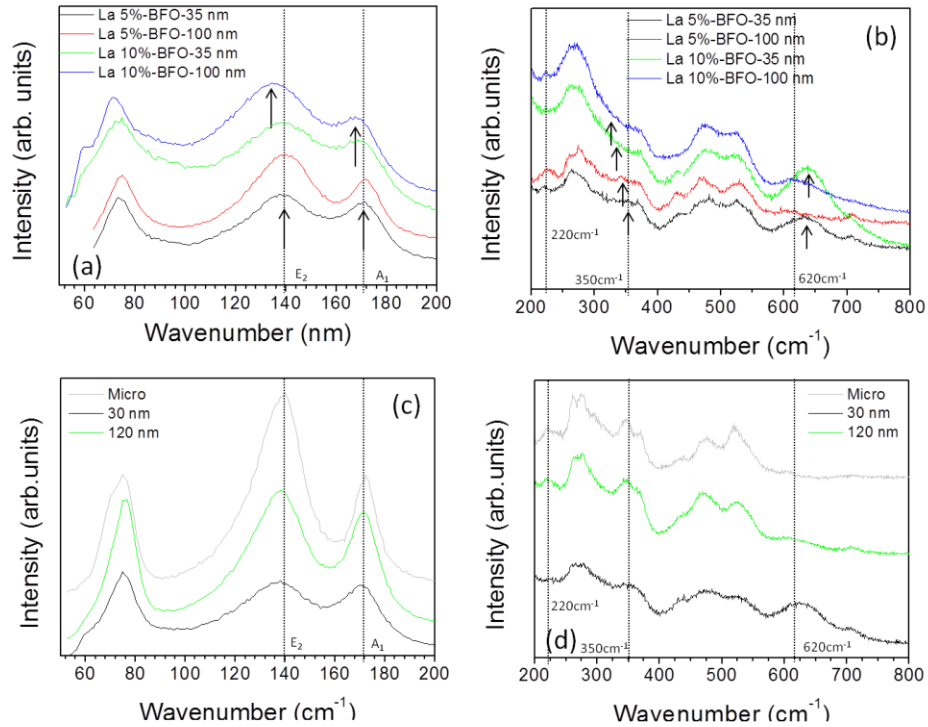 La 5%-BFO-35 nm
La 5%-BFO-100 nm
La 10%-BFO-35 nm
La 10%-BFO-100 nm
(a)
E2
A1
60 80 100 120 140 160 180 200
Wavenumber (nm)
Intensity (arb. units)
(b)
La 5%-BFO-35 nm
La 5%-BFO-100 nm
La 10%-BFO-35 nm
La 10%-BFO-100 nm
220cm-1
350cm-1
620cm-1
200 300 400 500 600 700 800
Wavenumber (cm-1)
Intensity (arb.units)
Micro
30 nm
120 nm
(c)
E2
A1
60 80 100 120 140 160 180 200
Wavenumber (cm-1)
Intensity (arb.units)
Micro
30 nm
120 nm
220cm-1
(d)
350cm-1
620cm-1
200 300 400 500 600 700 800
Wavenumber (cm-1)
Intensity (arb.units)